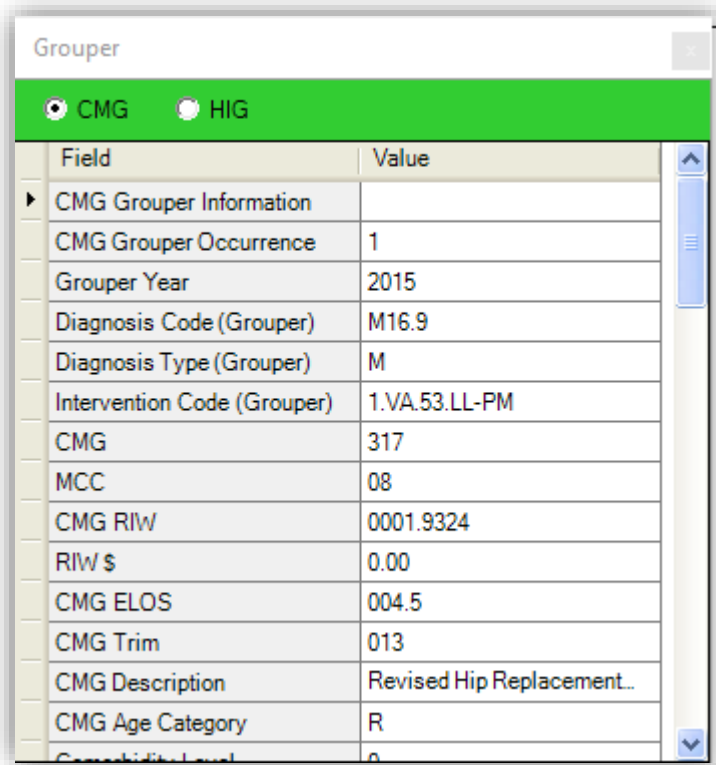 Grouper x
CMG HIG
Field Value
CMG Grouper Information
CMG Grouper Occurrence 1
Grouper Year 2015
Diagnosis Code (Grouper) M16.9
Diagnosis Type (Grouper) M
Intervention Code (Grouper) 1.VA.53.LL-PM
CMG 317
MCC 08
CMG RIW 0001.9324
RIW $ 0.00
CMG ELOS 004.5
CMG Trim 013
CMG Description Revised Hip Replacement...
CMG Age Category R
Comorbidity Level 0